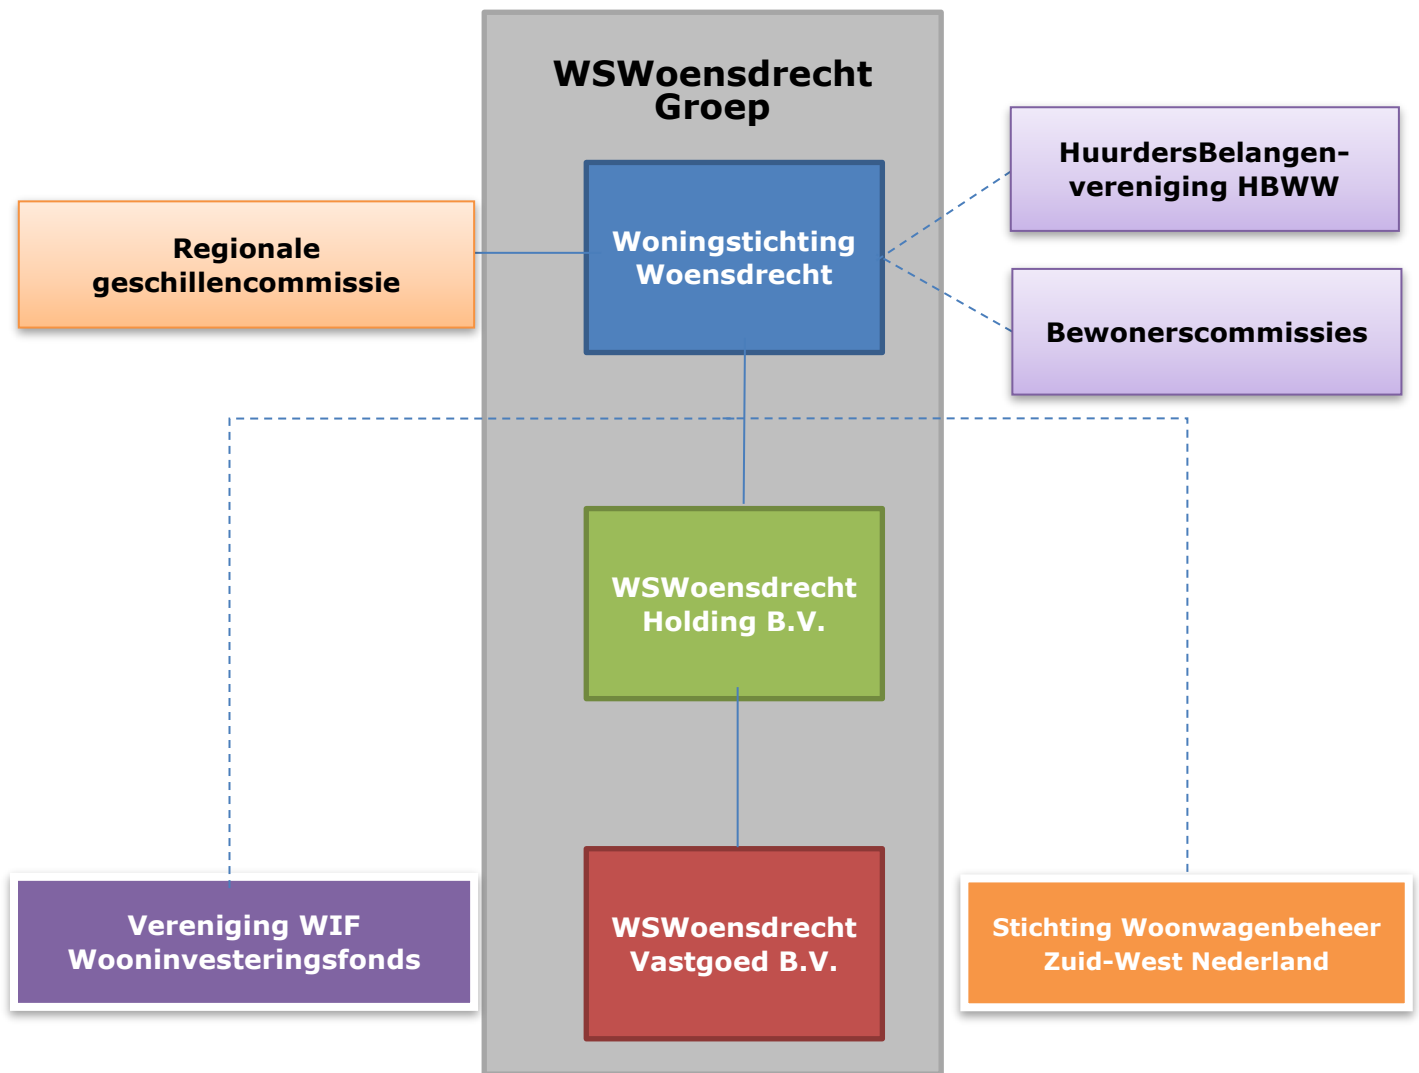 WSWoensdrecht
Groep
HuurdersBelangen-
vereniging HBWW
Regionale
geschillencommissie
Woningstichting
Woensdrecht
Bewonerscommissies
WSWoensdrecht
Holding B.V.
Vereniging WIF
Wooninvesteringsfonds
WSWoensdrecht
Vastgoed B.V.
Stichting Woonwagenbeheer
Zuid-West Nederland